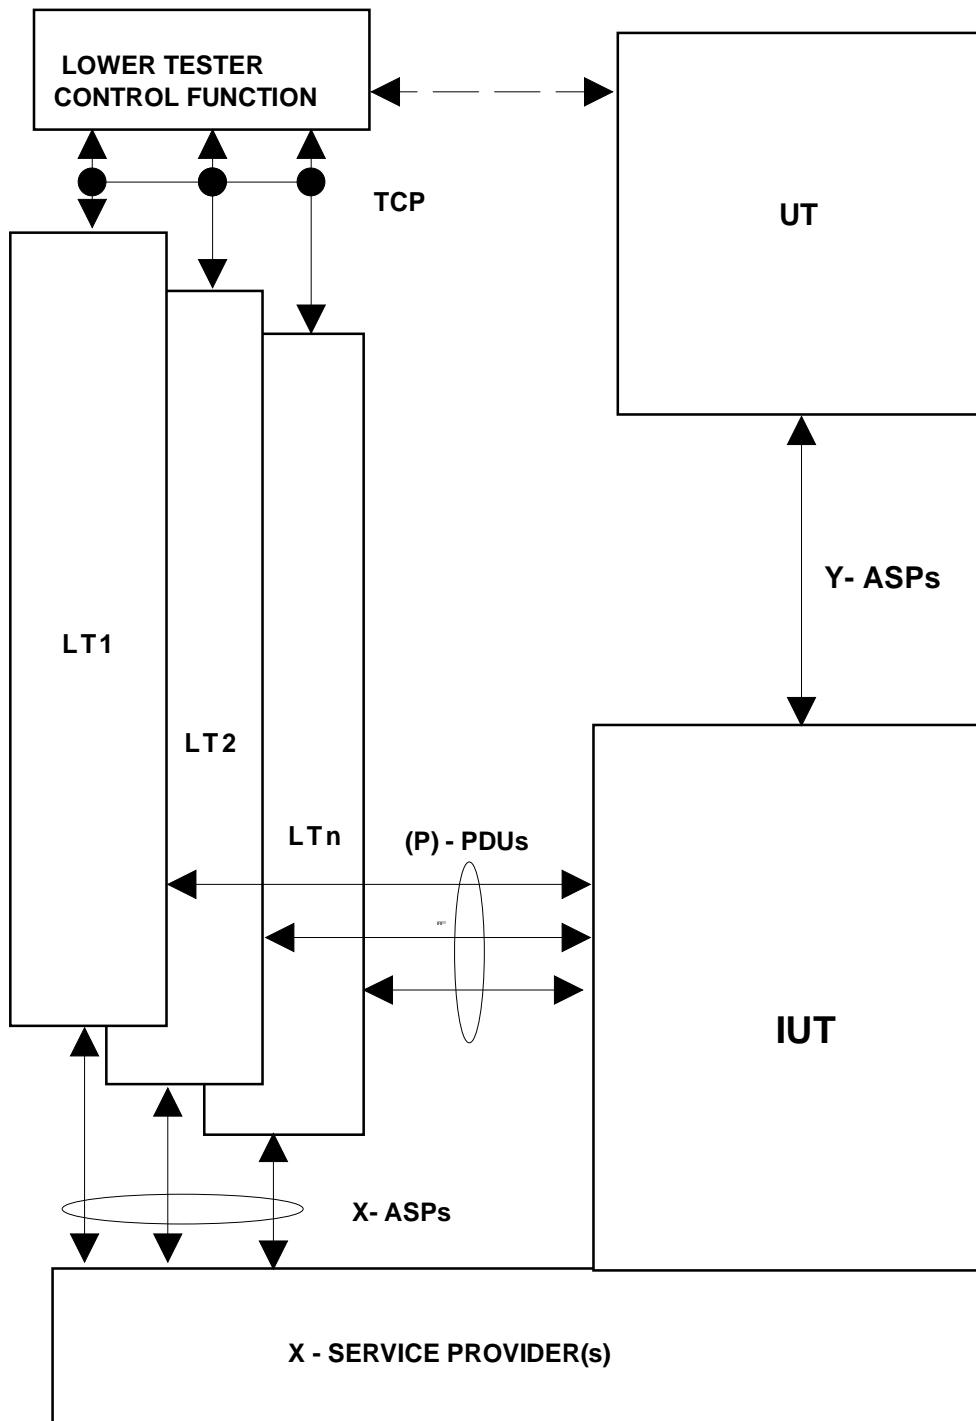 LOWER TESTER
CONTROL FUNCTION
TCP
UT
Y- ASPs
LT1
LT2
LTn
(P) - PDUs
IUT
X- ASPs
X - SERVICE PROVIDER(s)